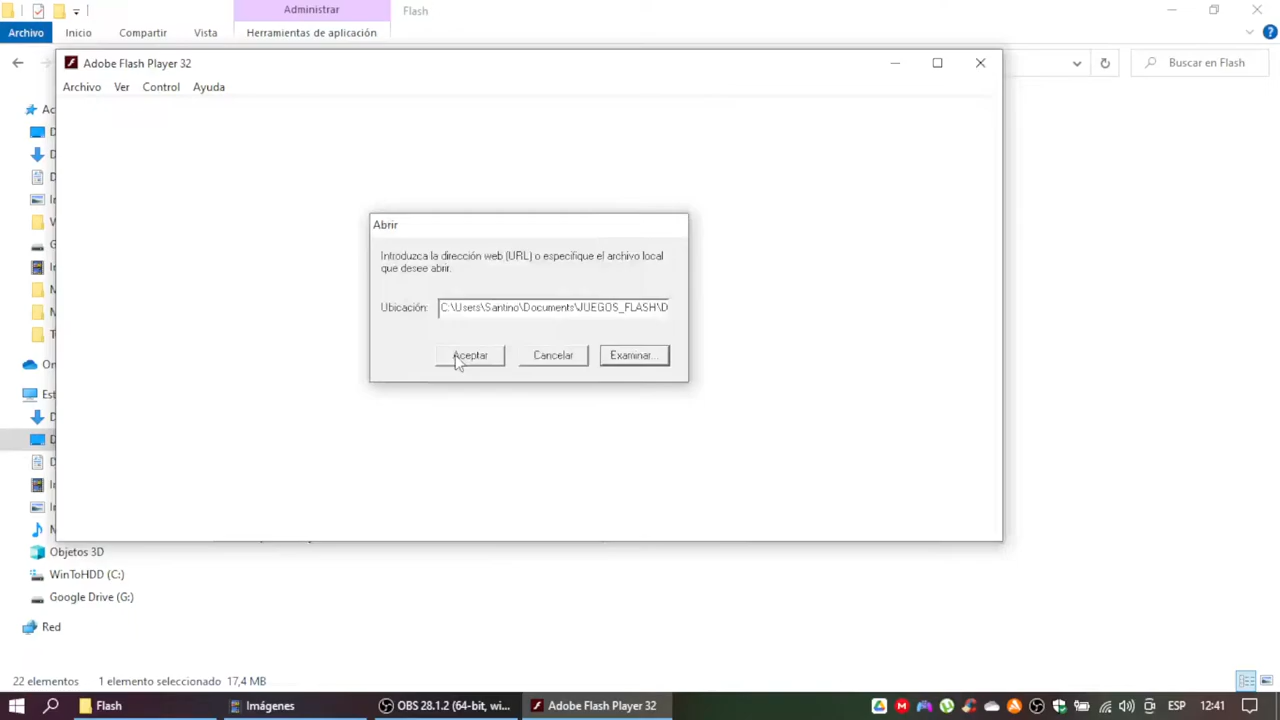 Administrar
Flash
Archivo
Inicio
Compartir
Vista
Herramientas de aplicación
Adobe Flash Player 32
Buscar en Flash
Archivo
Ver
Control
Ayuda
Abrir
Introduzca la dirección web (URL) o especifique el archivo local
que desee abrir.
Ubicación:
C:\Users\Santino\Documents\JUEGOS_FLASH\D
Aceptar
Cancelar
Examinar...
Objetos 3D
WinToHDD (C:)
Google Drive (G:)
Red
22 elementos
1 elemento seleccionado 17,4 MB
Flash
Imágenes
OBS 28.1.2 (64-bit, wi...
Adobe Flash Player 32
ESP
12:41